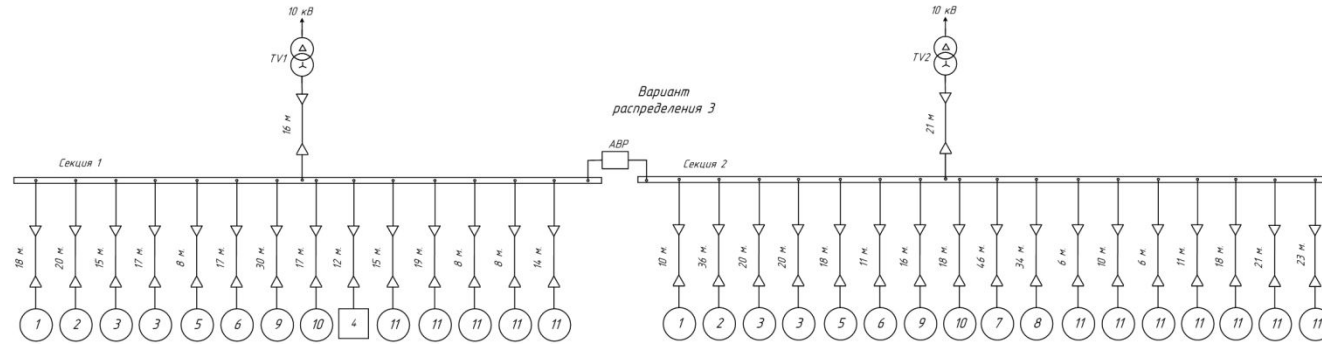 10 кВ
10 кВ
TV1
TV2
Вариант
распределения 3
16 м
21 м
АВР
Секция 1
Секция 2
18 м.
20 м.
15 м.
17 м.
8 м.
17 м.
30 м.
17 м.
12 м.
15 м.
19 м.
8 м.
8 м.
14 м.
10 м.
36 м.
20 м.
20 м.
18 м.
11 м.
16 м.
18 м.
46 м.
34 м.
6 м.
10 м.
6 м.
11 м.
18 м.
21 м.
23 м.
1 2 3 3 5 6 9 10 4 11 11 11 11 11
1 2 3 3 5 6 9 10 7 8 11 11 11 11 11 11 11